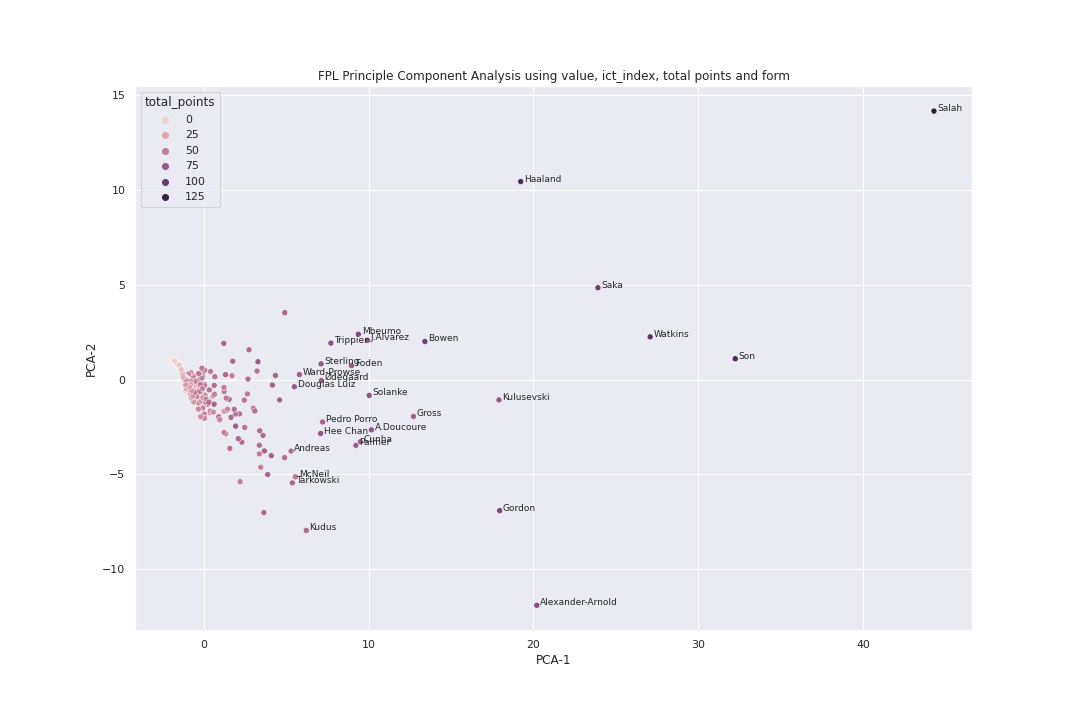 FPL Principle Component Analysis using value, ict_index, total points and form
total_points
0
25
50
75
100
125
15
10
5
0
−5
−10
PCA-2
Salah
Haaland
Saka
Watkins
Son
Mbeumo
Trippier
J.Alvarez
Bowen
Sterling
Foden
Ward-Prowse
Ødegaard
Douglas Luiz
Solanke
Kulusevski
Gross
Pedro Porro
A.Doucoure
Hee Chan
Cunha
Palmer
Andreas
McNeil
Tarkowski
Gordon
Kudus
Alexander-Arnold
0
10
20
30
40
PCA-1